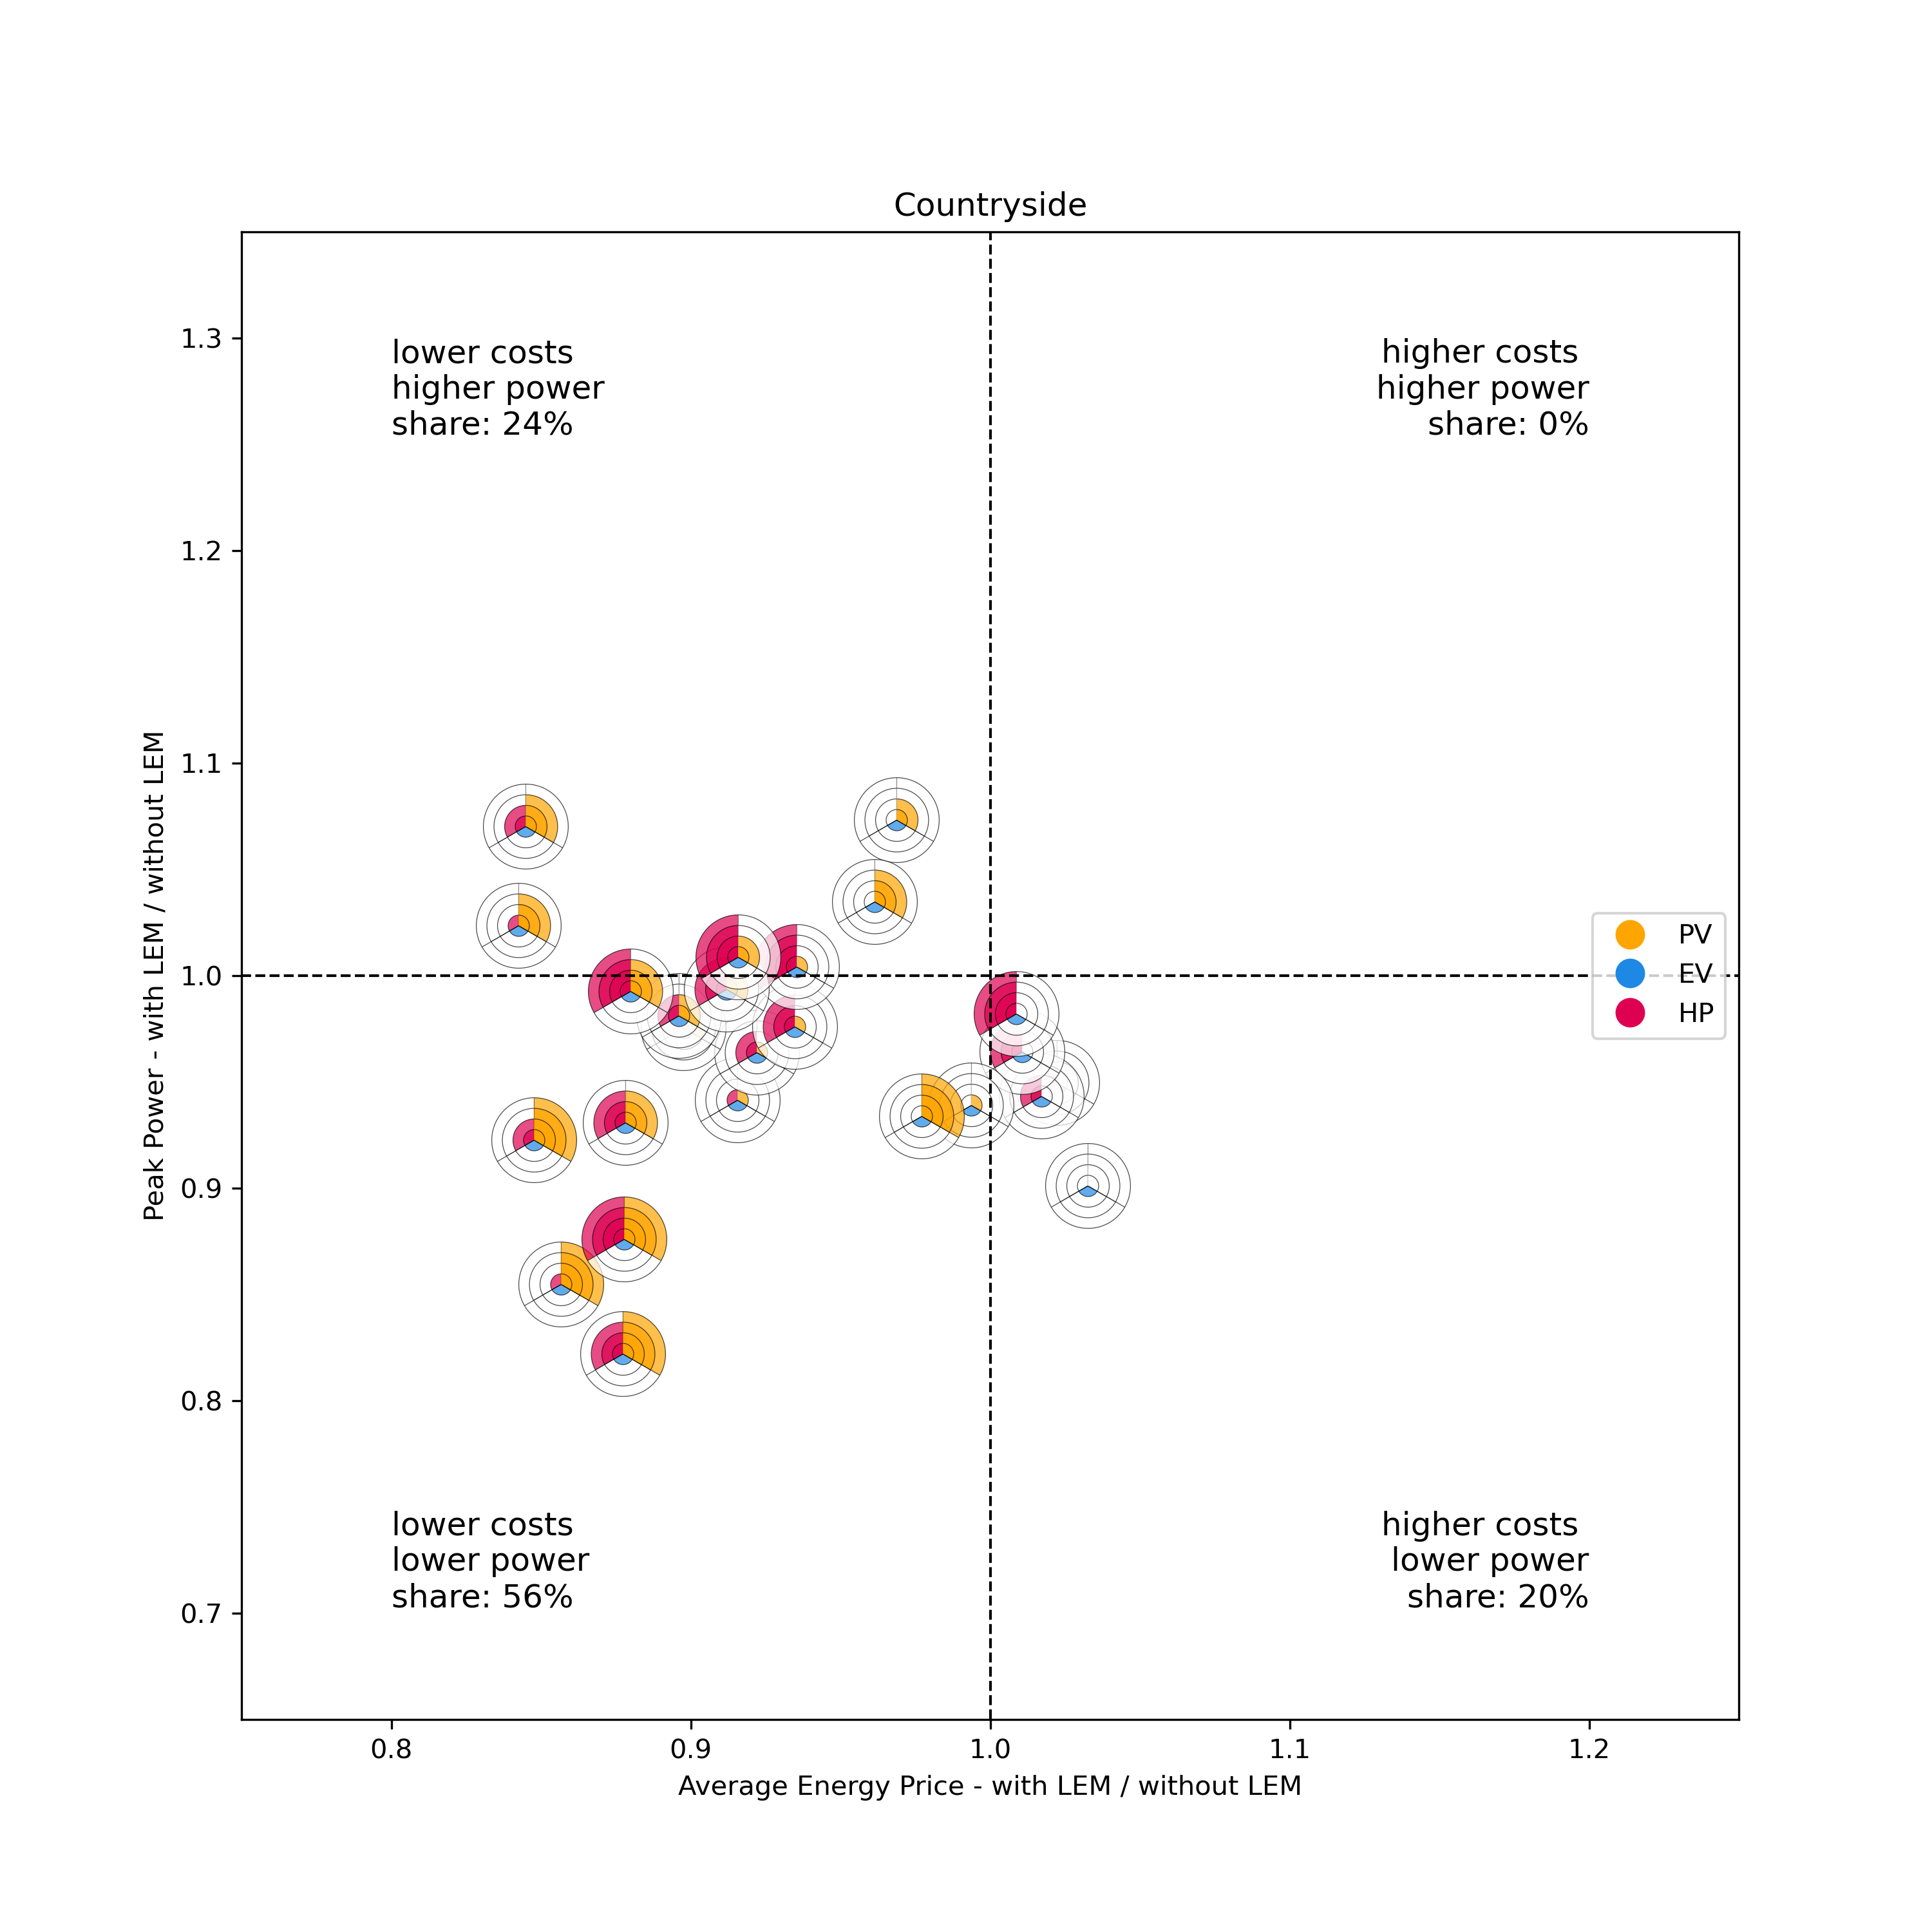 Countryside
lower costs
higher power
share: 24%
higher costs
higher power
share: 0%
1.3
1.2
1.1
1.0
0.9
0.8
0.7
Peak Power - with LEM / without LEM
PV
EV
HP
lower costs
lower power
share: 56%
higher costs
lower power
share: 20%
0.8
0.9
1.0
1.1
1.2
Average Energy Price - with LEM / without LEM